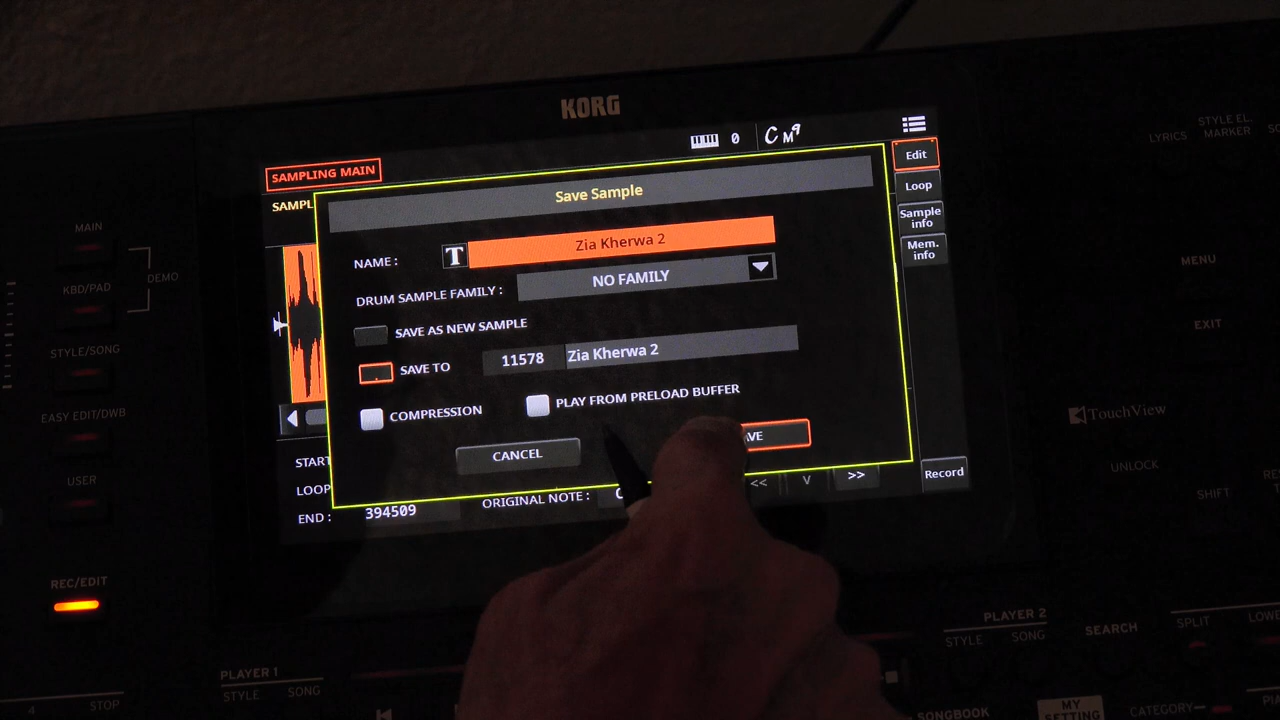 KORG
STYLE EL.
LYRICS MARKER
0 C M9
SAMPLING MAIN
Edit
Save Sample
Loop
Sample
info
Mem.
info
MAIN
NAME : T Zia Kherwa 2
DEMO
KBD/PAD
DRUM SAMPLE FAMILY : NO FAMILY
MENU
SAVE AS NEW SAMPLE
EXIT
STYLE/SONG
SAVE TO 11578 Zia Kherwa 2
COMPRESSION PLAY FROM PRELOAD BUFFER
EASY EDIT/DWB
TouchView
CANCEL
USER
<< V >>
Record
UNLOCK
SHIFT
ORIGINAL NOTE :
END : 394509
REC/EDIT
PLAYER 2
STYLE SONG
SEARCH
SPLIT
PLAYER 1
STYLE SONG
4 STOP
SONGBOOK
MY
SETTING
CATEGORY